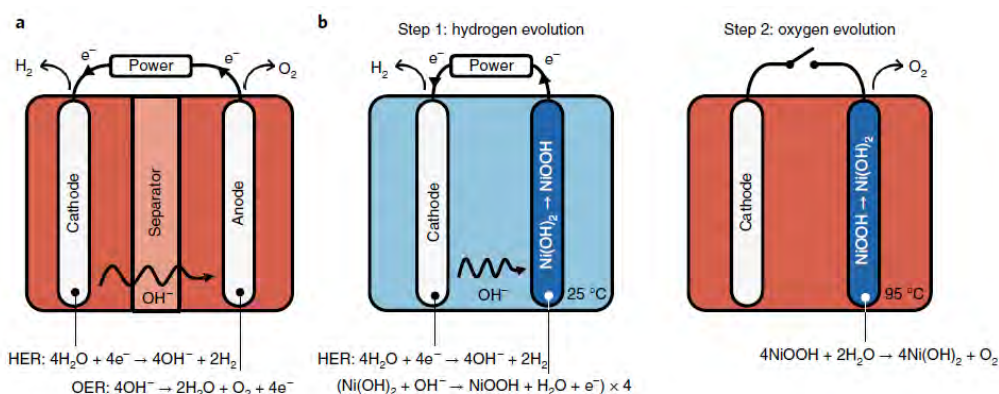 a
H₂
e⁻
Power
e⁻
O₂
Cathode
Separator
Anode
OH⁻
HER: 4H₂O + 4e⁻ → 4OH⁻ + 2H₂
OER: 4OH⁻ → 2H₂O + O₂ + 4e⁻
b
Step 1: hydrogen evolution
H₂
e⁻
Power
e⁻
Cathode
Ni(OH)₂ → NiOOH
OH⁻
25 °C
HER: 4H₂O + 4e⁻ → 4OH⁻ + 2H₂
(Ni(OH)₂ + OH⁻ → NiOOH + H₂O + e⁻) × 4
Step 2: oxygen evolution
O₂
Cathode
NiOOH → Ni(OH)₂
95 °C
4NiOOH + 2H₂O → 4Ni(OH)₂ + O₂